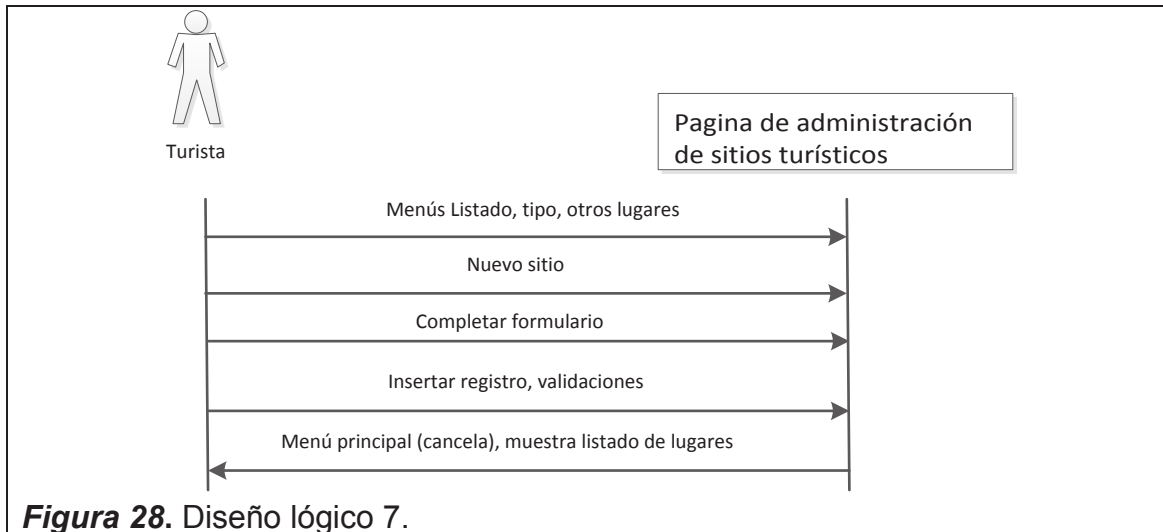 Turista
Pagina de administración
de sitios turísticos
Menús Listado, tipo, otros lugares
Nuevo sitio
Completar formulario
Insertar registro, validaciones
Menú principal (cancela), muestra listado de lugares
Figura 28. Diseño lógico 7.